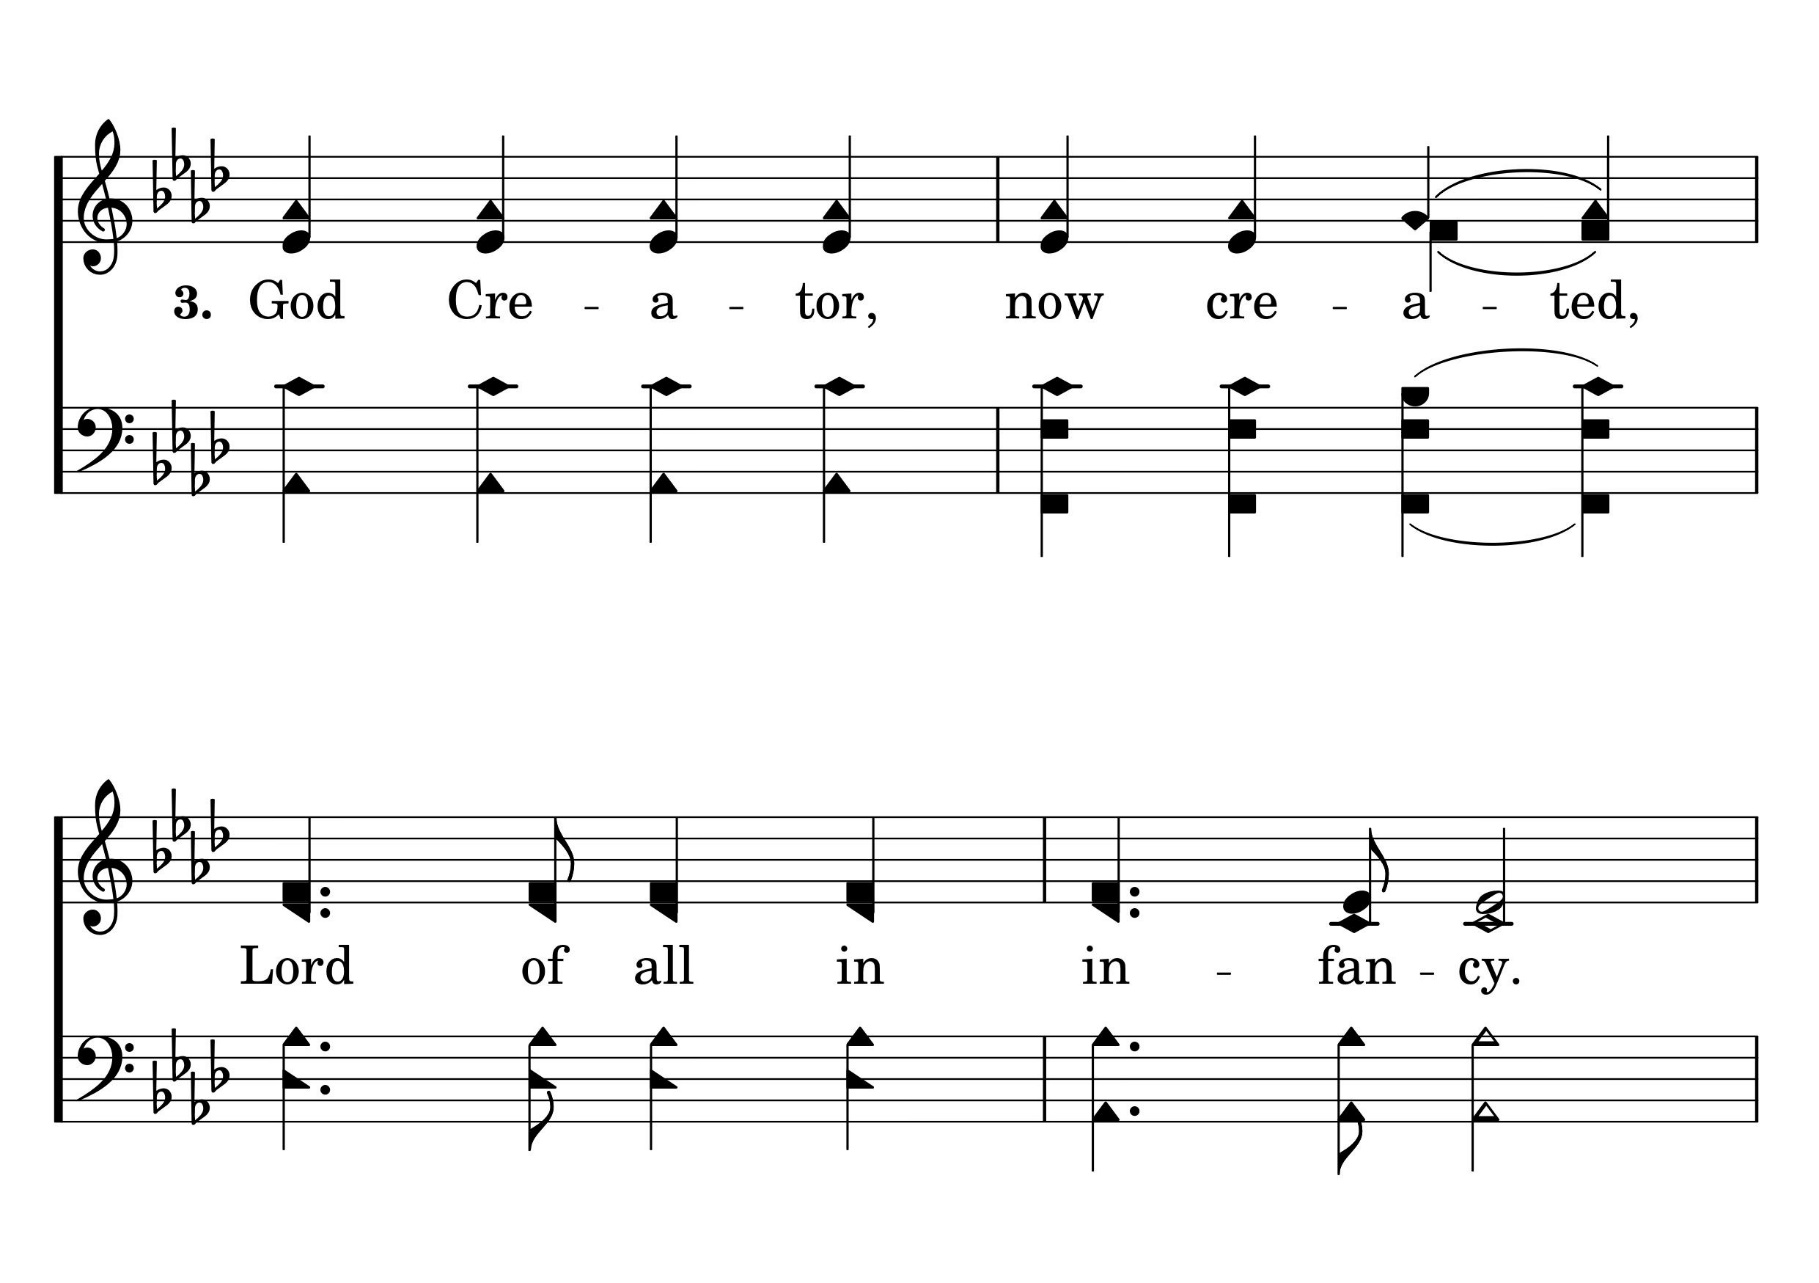 3. God Cre - a - tor, now cre - a - ted,
Lord of all in in - fan - cy.